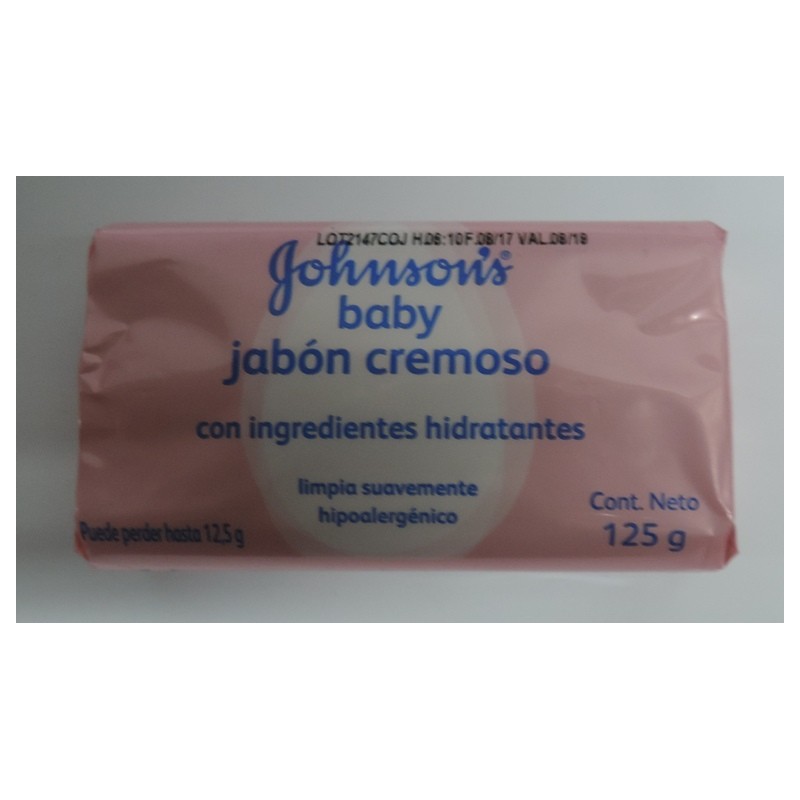 LOT2147COJ H.06:10F.08/17 VAL.08/19
Johnson's®
baby
jabón cremoso
con ingredientes hidratantes
limpia suavemente
hipoalergénico
Puede perder hasta 12,5 g
Cont. Neto
125 g